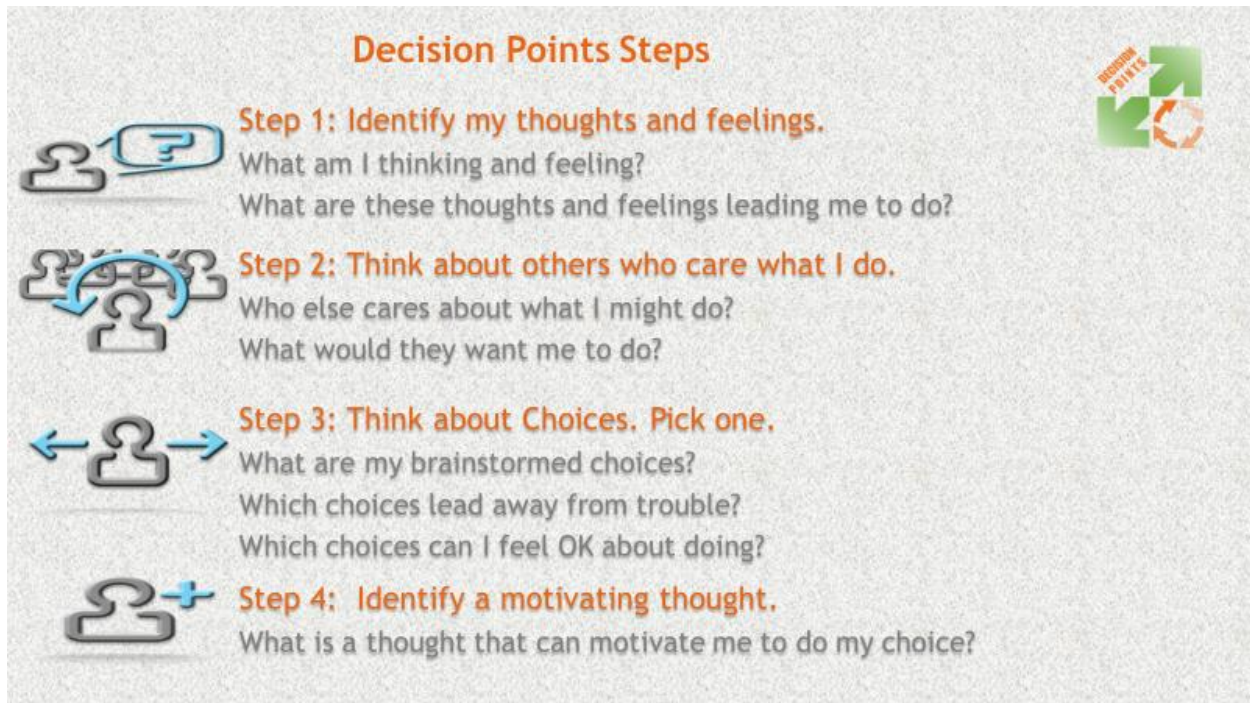 Decision Points Steps
DECISION
POINTS
Step 1: Identify my thoughts and feelings.
?
What am I thinking and feeling?
What are these thoughts and feelings leading me to do?
Step 2: Think about others who care what I do.
Who else cares about what I might do?
What would they want me to do?
Step 3: Think about Choices. Pick one.
What are my brainstormed choices?
Which choices lead away from trouble?
Which choices can I feel OK about doing?
Step 4:  Identify a motivating thought.
What is a thought that can motivate me to do my choice?